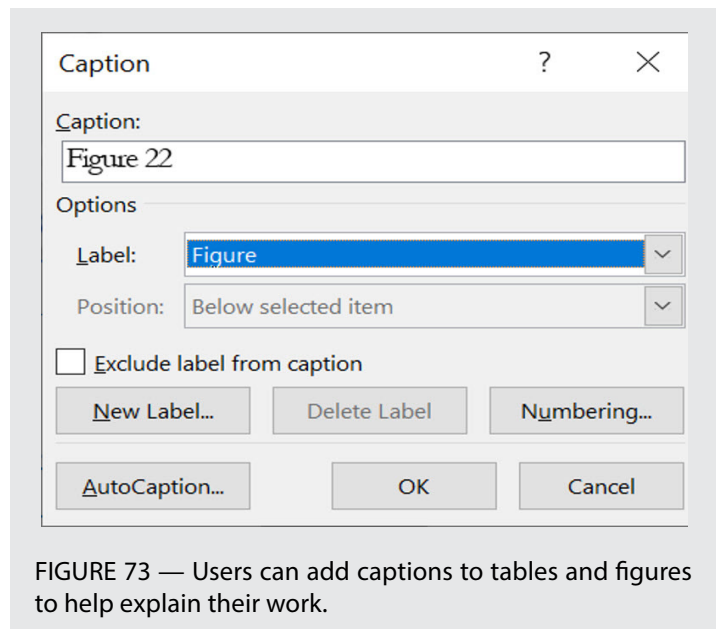 Caption ?
Caption:
Figure 22
Options
Label: Figure
Position: Below selected item
Exclude label from caption
New Label... Delete Label Numbering...
AutoCaption... OK Cancel
FIGURE 73 — Users can add captions to tables and figures
to help explain their work.